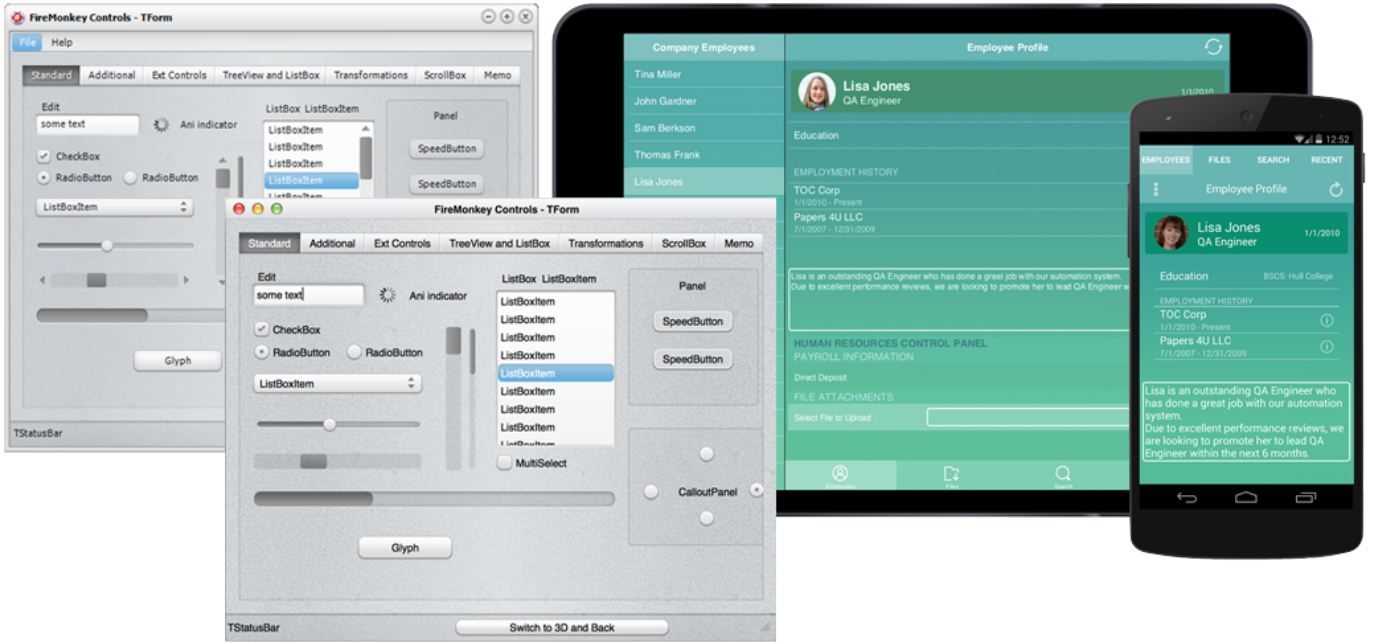 FireMonkey Controls - TForm
File Help
Standard Additional Ext Controls TreeView and ListBox Transformations ScrollBox Memo
Edit
some text
Ani indicator
CheckBox
RadioButton RadioButton
ListBoxItem
Glyph
TStatusBar
ListBox ListBoxItem
ListBoxItem
ListBoxItem
ListBoxItem
ListBoxItem
ListBoxItem
Panel
SpeedButton
SpeedButton
FireMonkey Controls - TForm
Standard Additional Ext Controls TreeView and ListBox Transformations ScrollBox Memo
Edit
some text
Ani indicator
CheckBox
RadioButton RadioButton
ListBoxItem
Glyph
ListBox ListBoxItem
ListBoxItem
ListBoxItem
ListBoxItem
ListBoxItem
ListBoxItem
ListBoxItem
ListBoxItem
ListBoxItem
ListBoxItem
MultiSelect
Panel
SpeedButton
SpeedButton
CalloutPanel
TStatusBar
Switch to 3D and Back
Company Employees
Tina Miller
John Gardner
Sam Berkson
Thomas Frank
Lisa Jones
Employee Profile
Lisa Jones
QA Engineer
1/1/2010
Education
EMPLOYMENT HISTORY
TOC Corp
1/1/2010 - Present
Papers 4U LLC
7/1/2007 - 12/31/2009
Lisa is an outstanding QA Engineer who has done a great job with our automation system.
Due to excellent performance reviews, we are looking to promote her to lead QA Engineer w
HUMAN RESOURCES CONTROL PANEL
PAYROLL INFORMATION
Direct Deposit
FILE ATTACHMENTS
Select File to Upload
Employees Files Search
12:52
EMPLOYEES FILES SEARCH RECENT
Employee Profile
Lisa Jones
QA Engineer
1/1/2010
Education BSCS: Hull College
EMPLOYMENT HISTORY
TOC Corp
1/1/2010 - Present
Papers 4U LLC
7/1/2007 - 12/31/2009
Lisa is an outstanding QA Engineer who
has done a great job with our automation
system.
Due to excellent performance reviews, we
are looking to promote her to lead QA
Engineer within the next 6 months.